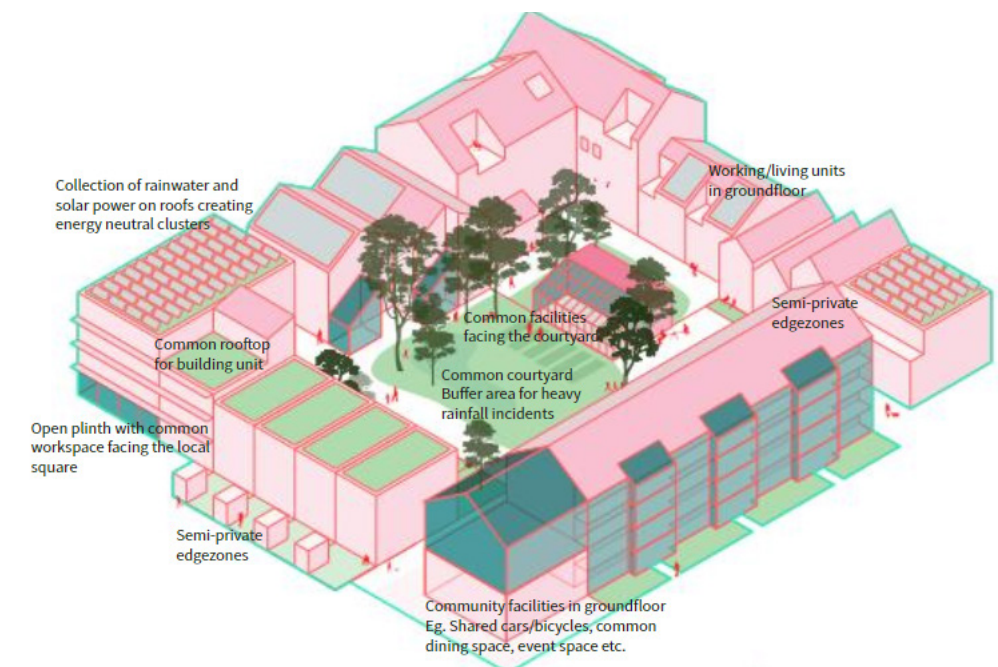 Collection of rainwater and
solar power on roofs creating
energy neutral clusters
Working/living units
in groundfloor
Semi-private
edgezones
Common facilities
facing the courtyard
Common rooftop
for building unit
Common courtyard
Buffer area for heavy
rainfall incidents
Open plinth with common
workspace facing the local
square
Semi-private
edgezones
Community facilities in groundfloor
Eg. Shared cars/bicycles, common
dining space, event space etc.